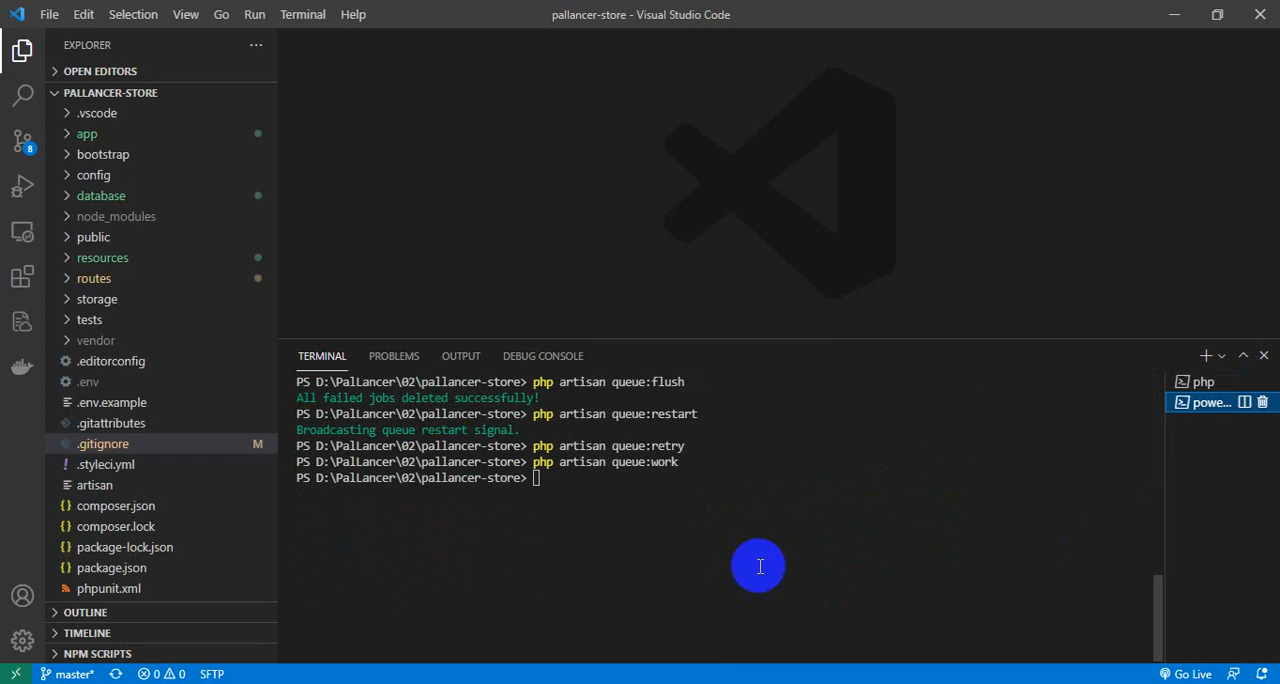 File Edit Selection View Go Run Terminal Help
pallancer-store - Visual Studio Code
EXPLORER
OPEN EDITORS
PALLANCER-STORE
.vscode
app
bootstrap
config
database
node_modules
public
resources
routes
storage
tests
vendor
.editorconfig
.env
.env.example
.gitattributes
.gitignore M
.styleci.yml
artisan
composer.json
composer.lock
package-lock.json
package.json
phpunit.xml
OUTLINE
TIMELINE
NPM SCRIPTS
8
TERMINAL PROBLEMS OUTPUT DEBUG CONSOLE
PS D:\PalLancer\02\pallancer-store> php artisan queue:flush
All failed jobs deleted successfully!
PS D:\PalLancer\02\pallancer-store> php artisan queue:restart
Broadcasting queue restart signal.
PS D:\PalLancer\02\pallancer-store> php artisan queue:retry
PS D:\PalLancer\02\pallancer-store> php artisan queue:work
PS D:\PalLancer\02\pallancer-store>
php
powe...
master* 0 0 SFTP
Go Live